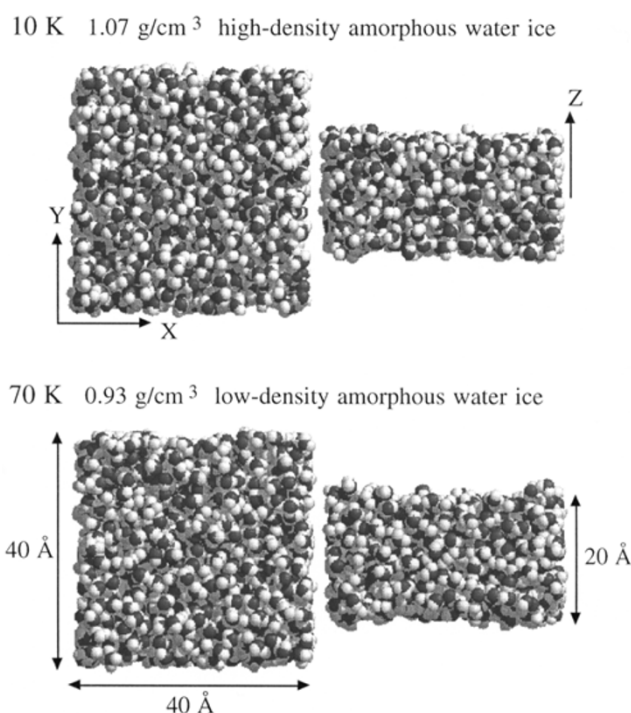 10 K 1.07 g/cm 3 high-density amorphous water ice
Z
Y
X
70 K 0.93 g/cm 3 low-density amorphous water ice
40 Å
20 Å
40 Å